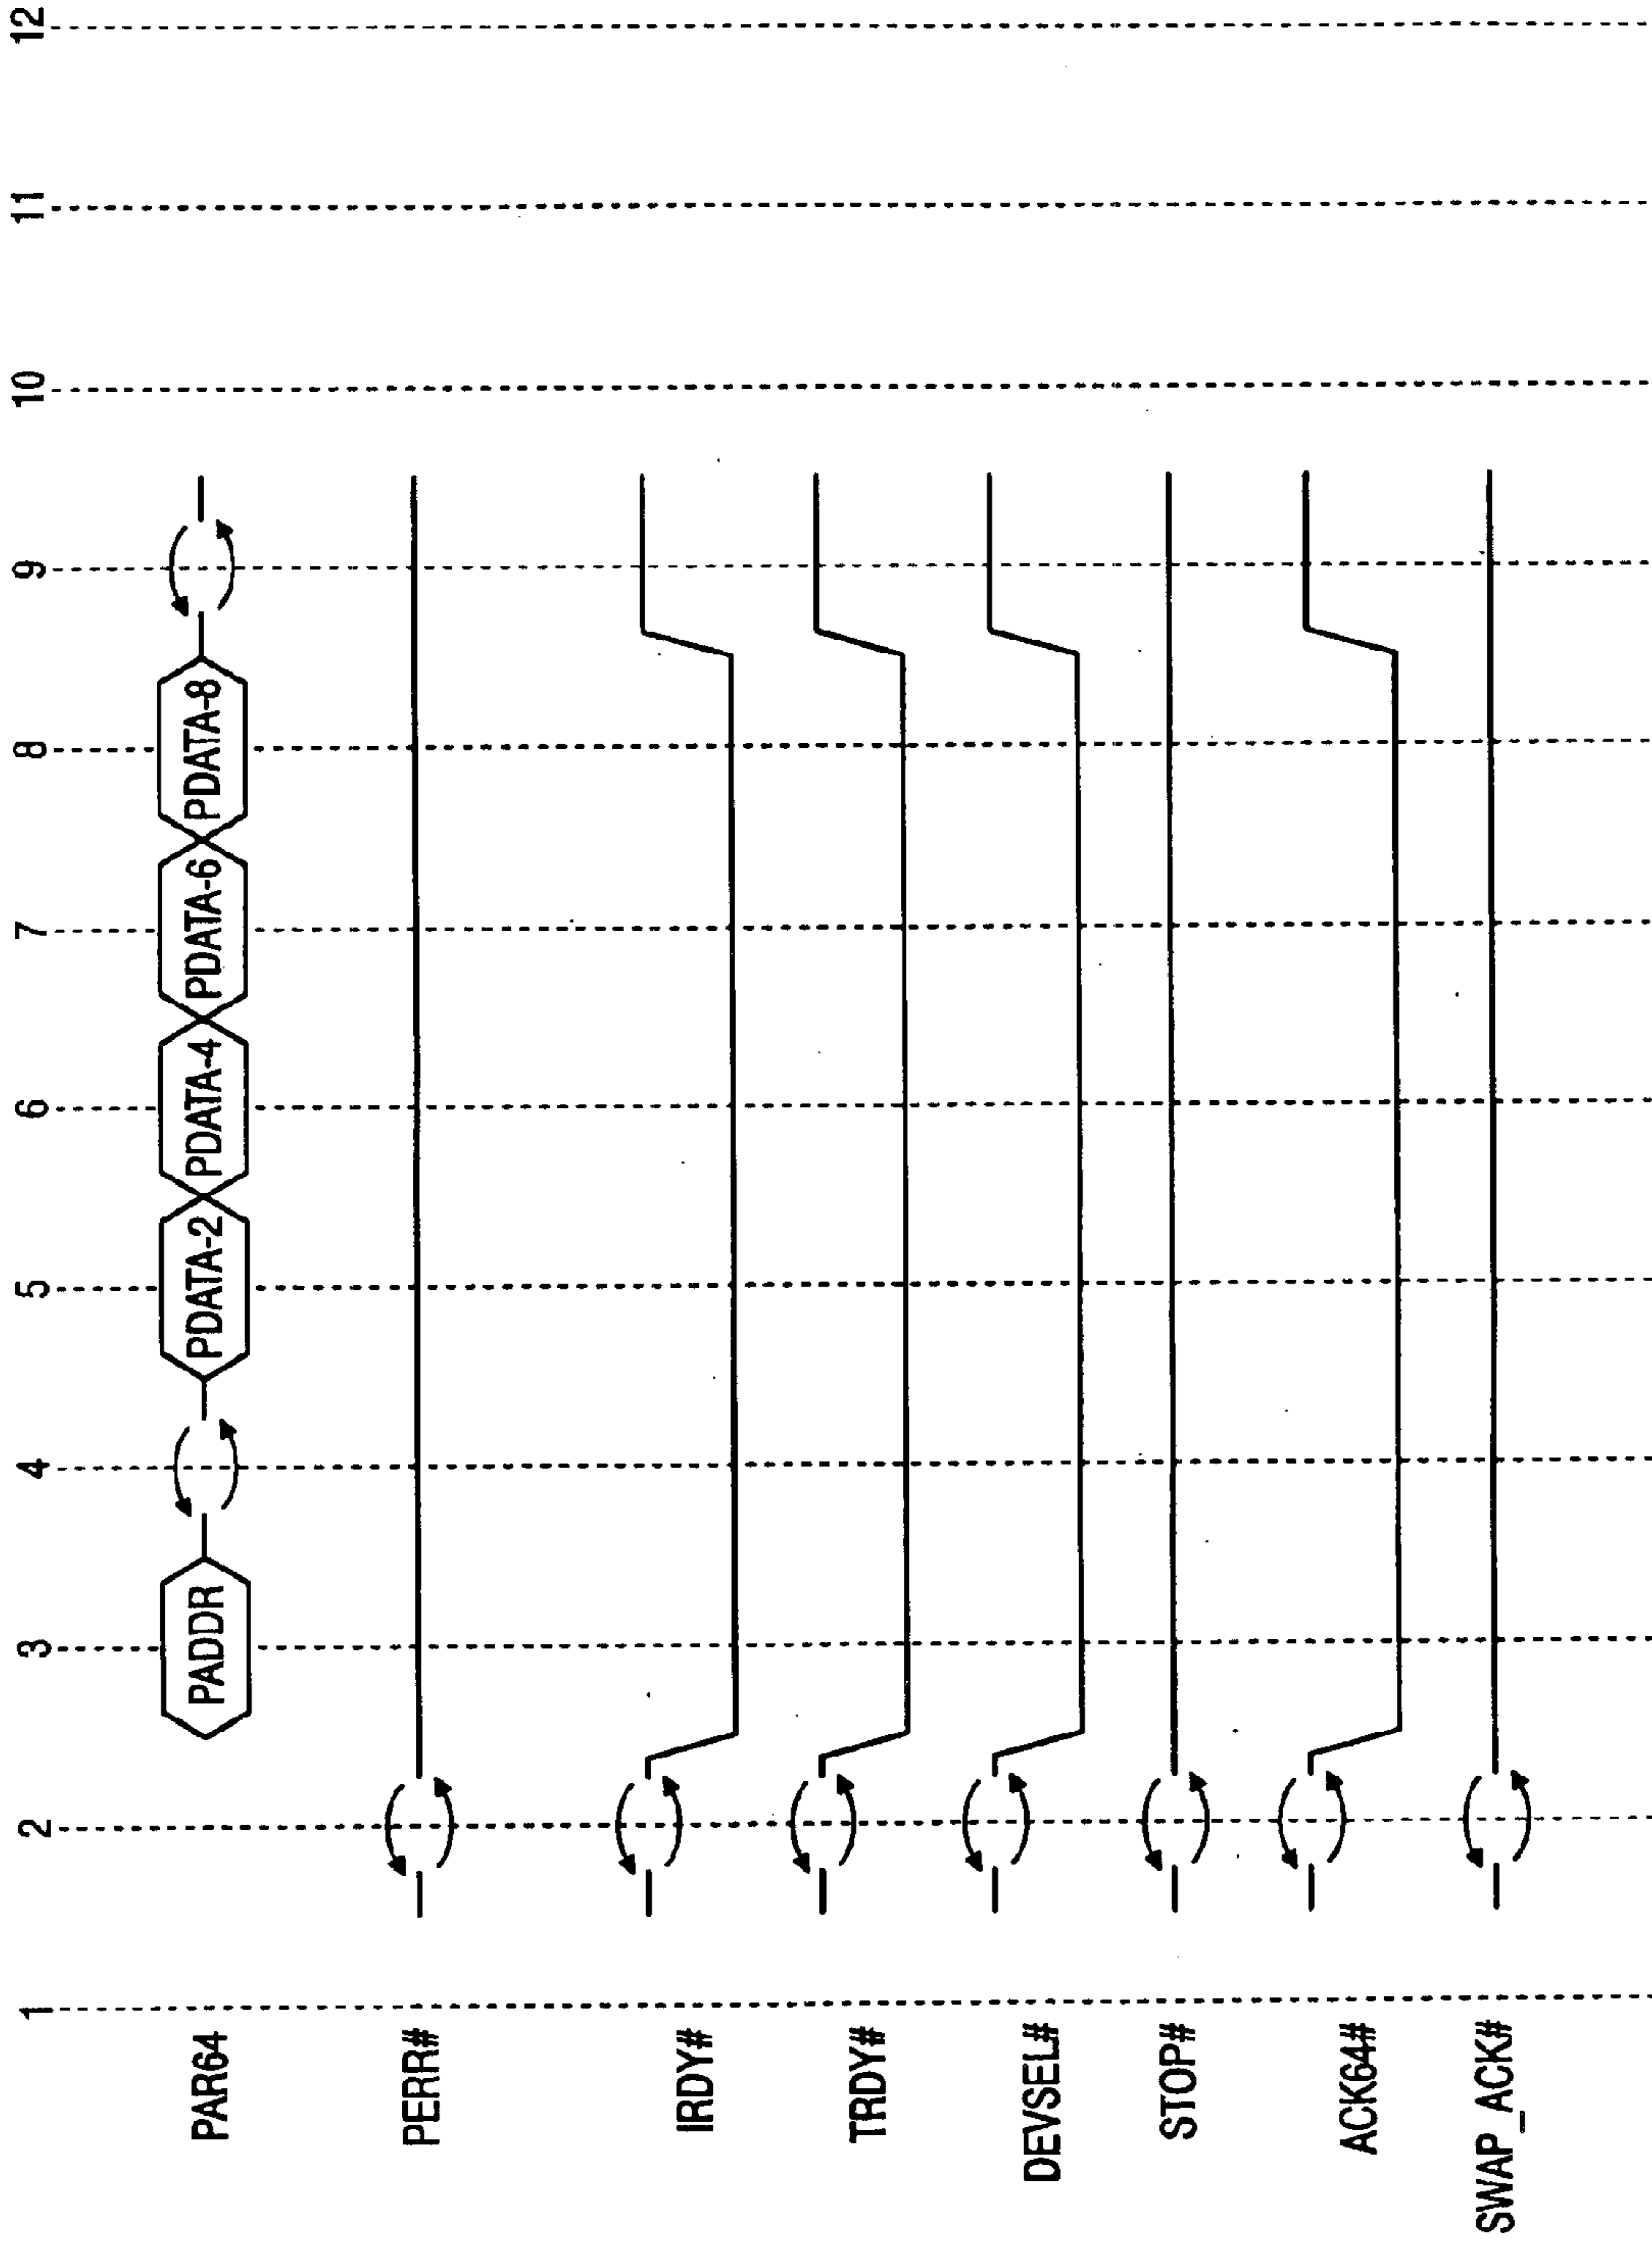 1 2 3 4 5 6 7 8 9 10 11 12
PAR64 PADDR PDATA-2 PDATA-4 PDATA-6 PDATA-8
PERR#
IRDY#
TRDY#
DEVSEL#
STOP#
ACK64#
SWAP_ACK#